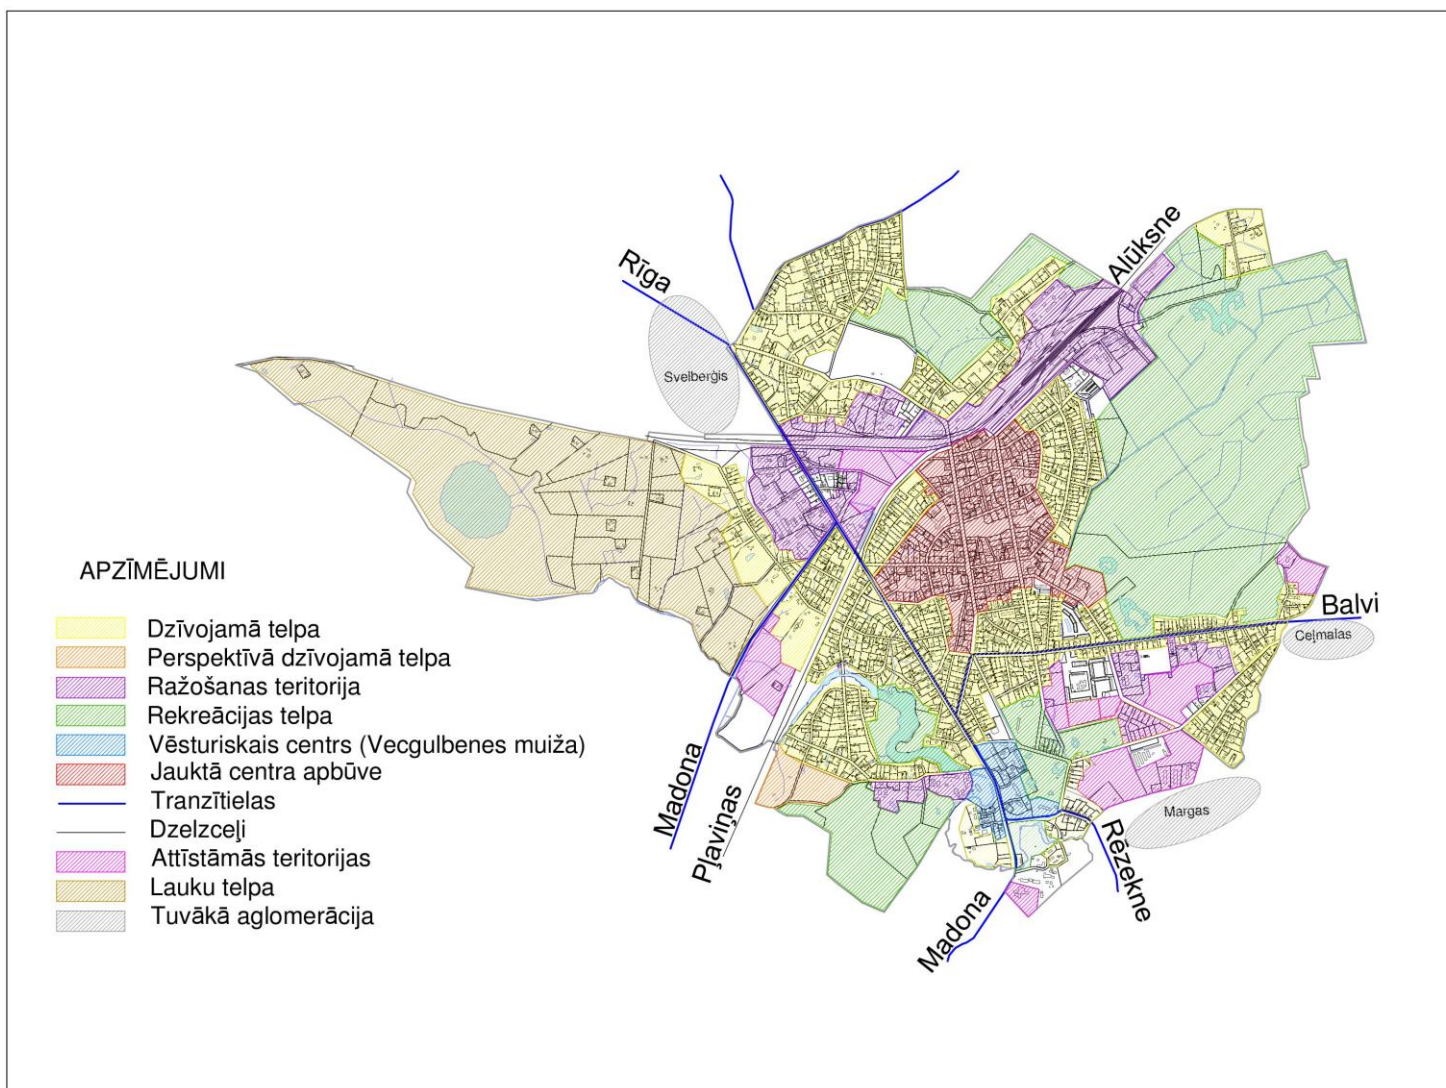 Alūksne
Rīga
Svelberģis
APZĪMĒJUMI
Dzīvojamā telpa
Perspektīvā dzīvojamā telpa
Ražošanas teritorija
Rekreācijas telpa
Vēsturiskais centrs (Vecgulbenes muiža)
Jauktā centra apbūve
Tranzītielas
Dzelzceļi
Attīstāmās teritorijas
Lauku telpa
Tuvākā aglomerācija
Balvi
Ceļmalas
Madona
Pļaviņas
Margas
Rēzekne
Madona